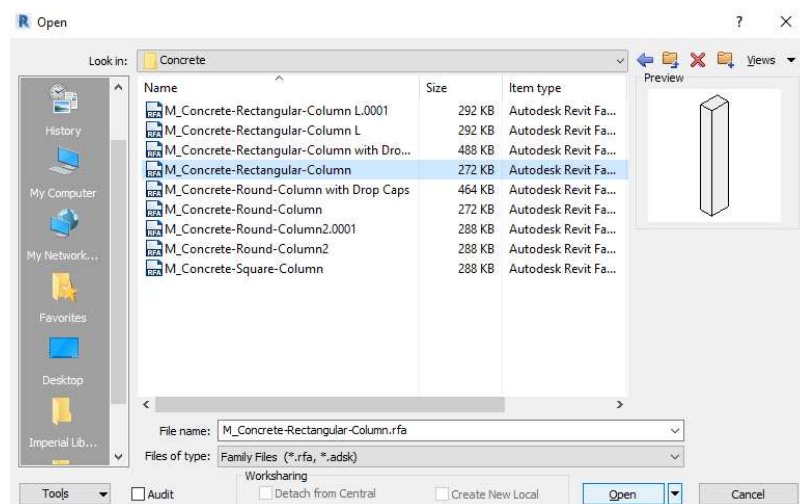 Open
Look in: Concrete Views
Name Size Item type Preview
M_Concrete-Rectangular-Column L.0001 292 KB Autodesk Revit Fa...
M_Concrete-Rectangular-Column L 292 KB Autodesk Revit Fa...
M_Concrete-Rectangular-Column with Dro... 488 KB Autodesk Revit Fa...
M_Concrete-Rectangular-Column 272 KB Autodesk Revit Fa...
M_Concrete-Round-Column with Drop Caps 464 KB Autodesk Revit Fa...
M_Concrete-Round-Column 272 KB Autodesk Revit Fa...
M_Concrete-Round-Column2.0001 288 KB Autodesk Revit Fa...
M_Concrete-Round-Column2 288 KB Autodesk Revit Fa...
M_Concrete-Square-Column 288 KB Autodesk Revit Fa...
History
My Computer
My Network...
Favorites
Desktop
Imperial Lib...
File name: M_Concrete-Rectangular-Column.rfa
Files of type: Family Files (*.rfa, *.adsk)
Worksharing
Tools Audit Detach from Central Create New Local Open Cancel